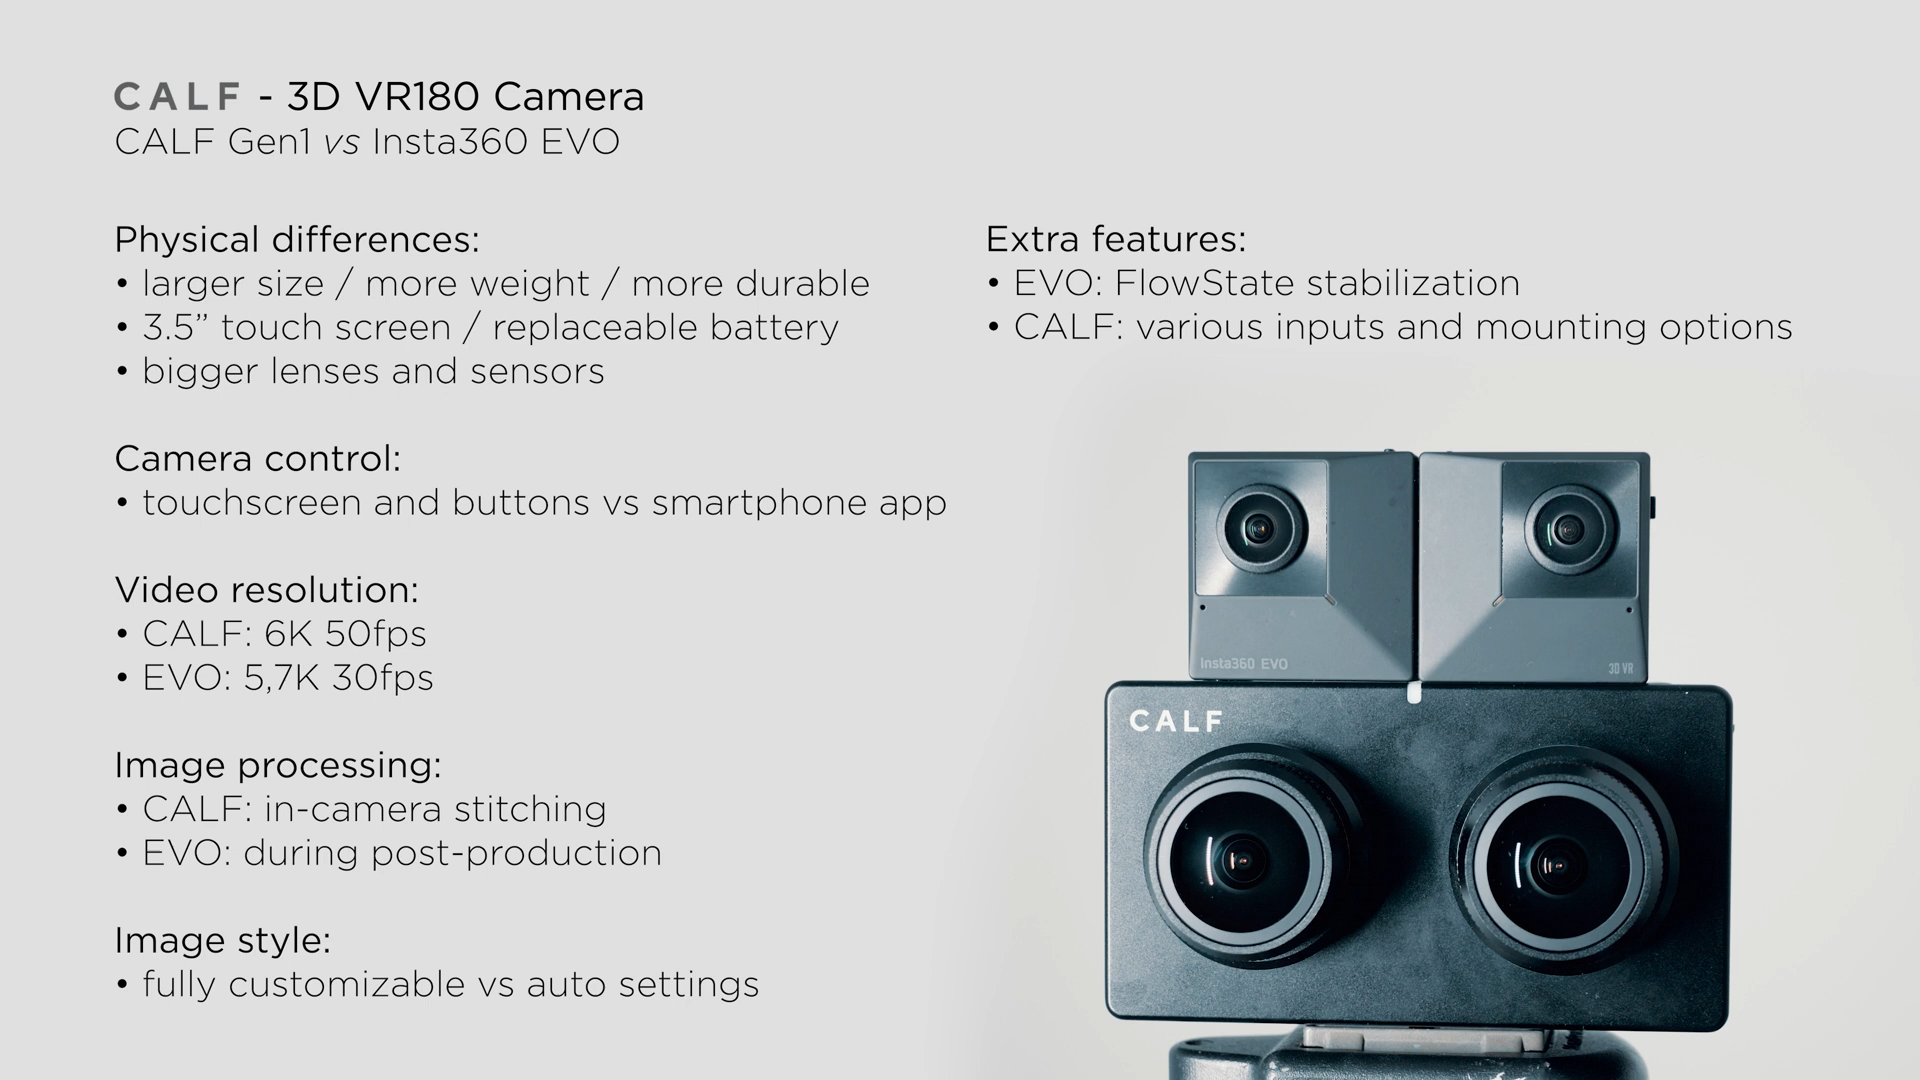 CALF - 3D VR180 Camera
CALF Gen1 vs Insta360 EVO
Physical differences:
• larger size / more weight / more durable
• 3.5” touch screen / replaceable battery
• bigger lenses and sensors
Camera control:
• touchscreen and buttons vs smartphone app
Video resolution:
• CALF: 6K 50fps
• EVO: 5,7K 30fps
Image processing:
• CALF: in-camera stitching
• EVO: during post-production
Image style:
• fully customizable vs auto settings
Extra features:
• EVO: FlowState stabilization
• CALF: various inputs and mounting options
Insta360 EVO
3D VR
CALF